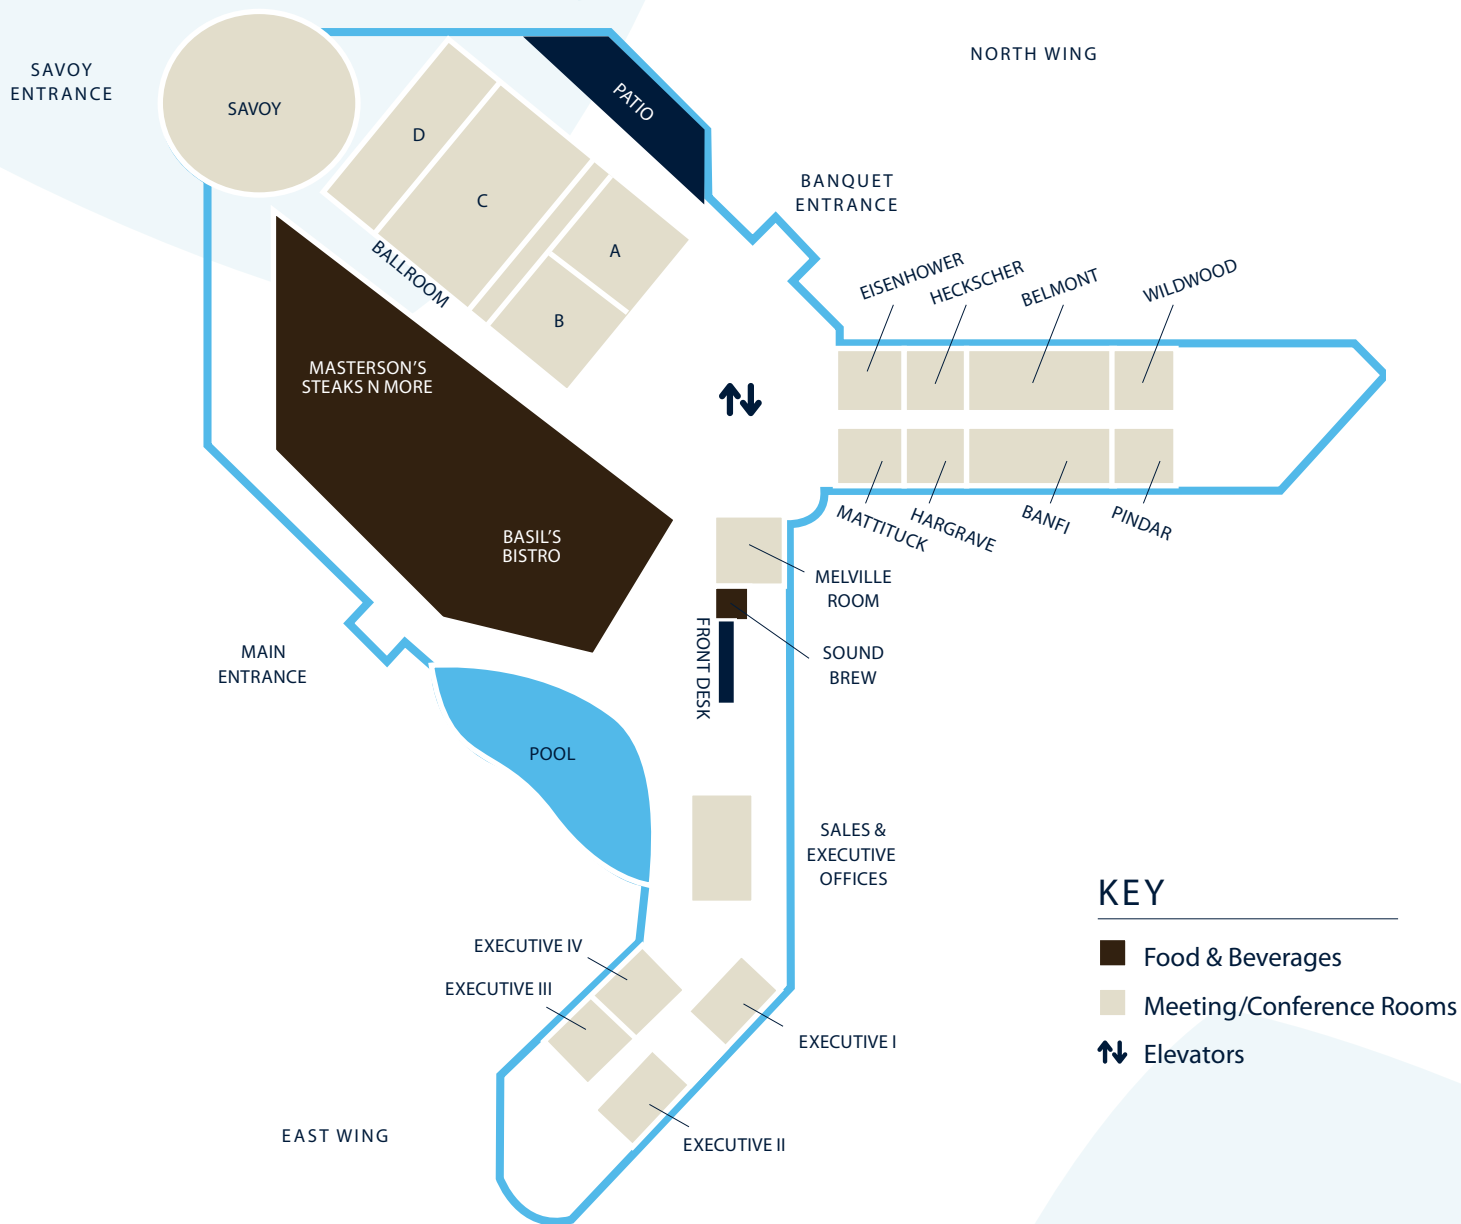 NORTH WING
SAVOY
ENTRANCE
SAVOY
PATIO
D
C
A
B
BALLROOM
BANQUET
ENTRANCE
EISENHOWER
HECKSCHER
BELMONT
WILDWOOD
MASTERSON'S
STEAKS N MORE
BASIL'S
BISTRO
MATTITUCK
HARGRAVE
BANFI
PINDAR
MELVILLE
ROOM
FRONT DESK
SOUND
BREW
MAIN
ENTRANCE
POOL
SALES &
EXECUTIVE
OFFICES
EXECUTIVE IV
EXECUTIVE III
EXECUTIVE I
EXECUTIVE II
EAST WING
KEY
Food & Beverages
Meeting/Conference Rooms
Elevators